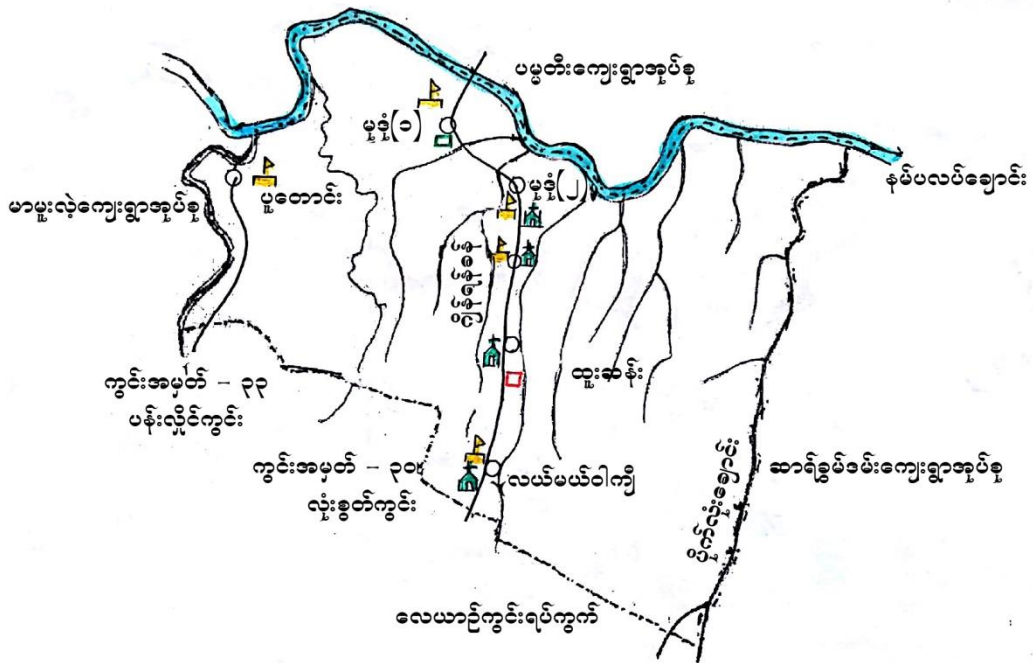 ပမ္မတီးကျေးရွာအုပ်စု
မုဒုံ(၁)
နမ်ပလပ်ချောင်း
မုဒုံ(၂)
ပူတောင်း
မာမူးလဲ့ကျေးရွာအုပ်စု
ထူးဆန်း
ကွင်းအမှတ် - ၃၃
ပန်းလှိုင်ကွင်း
ကွင်းအမှတ် - ၃၀၈
လုံးစွတ်ကွင်း
လယ်မယ်ဝါကျီ
ဆာရ်ခွမ်ဒမ်းကျေးရွာအုပ်စု
လေယာဉ်ကွင်းရပ်ကွက်